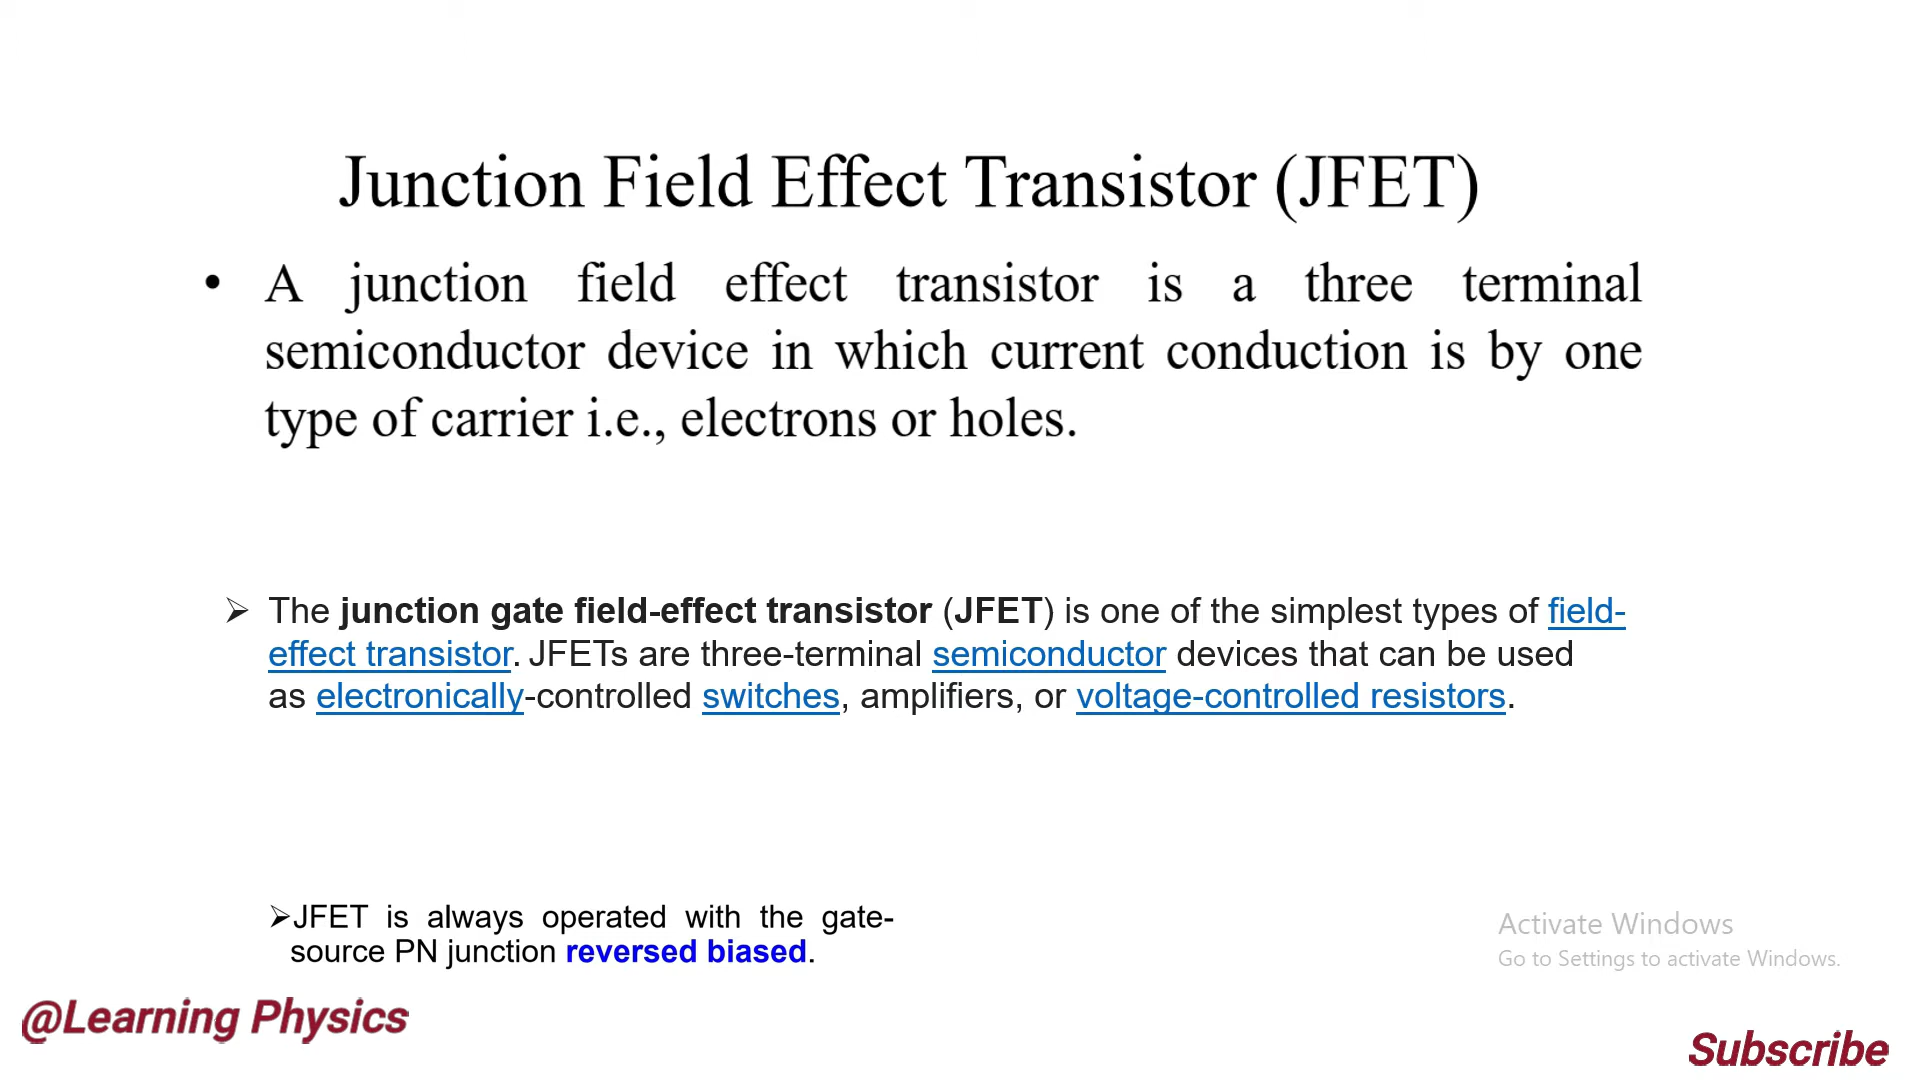 Junction Field Effect Transistor (JFET)
• A junction field effect transistor is a three terminal
semiconductor device in which current conduction is by one
type of carrier i.e., electrons or holes.
➢ The junction gate field-effect transistor (JFET) is one of the simplest types of field-
effect transistor. JFETs are three-terminal semiconductor devices that can be used
as electronically-controlled switches, amplifiers, or voltage-controlled resistors.
➢JFET is always operated with the gate-
source PN junction reversed biased.
Activate Windows
Go to Settings to activate Windows.
@Learning Physics
Subscribe